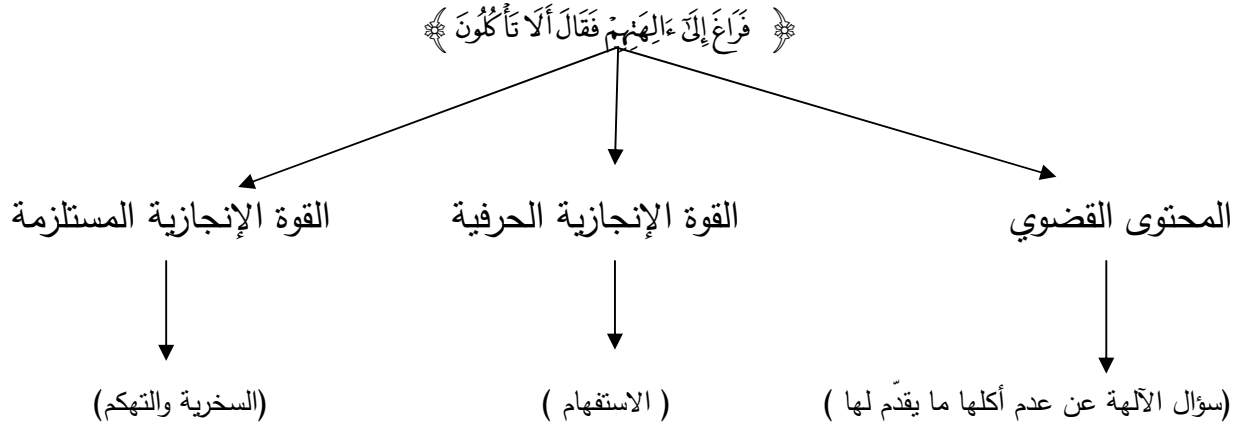 ﴿ فَرَاغَ إِلَىٰٓ ءَالِهَتِهِمۡ فَقَالَ أَلَا تَأۡكُلُونَ ﴾
المحتوى القضوي القوة الإنجازية الحرفية القوة الإنجازية المستلزمة
(سؤال الآلهة عن عدم أكلها ما يقدّم لها ) ( الاستفهام ) (السخرية والتهكم)